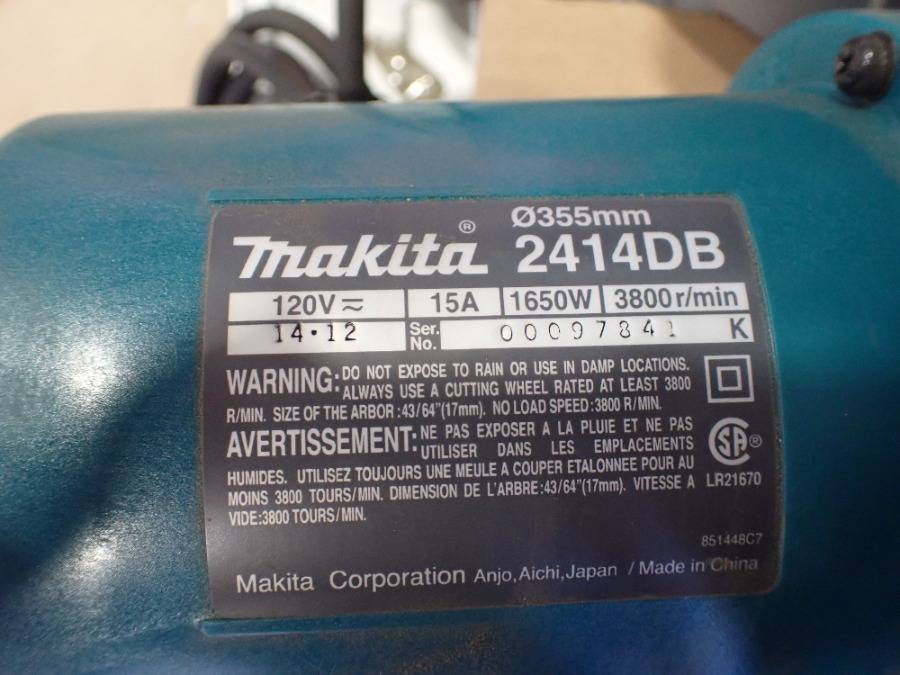 Ø355mm
makita® 2414DB
120V⎓∼ 15A 1650W 3800 r/min
14·12 Ser. No. 00097841 K
WARNING: DO NOT EXPOSE TO RAIN OR USE IN DAMP LOCATIONS.
ALWAYS USE A CUTTING WHEEL RATED AT LEAST 3800
R/MIN. SIZE OF THE ARBOR :43/64"(17mm). NO LOAD SPEED:3800 R/MIN.
AVERTISSEMENT: NE PAS EXPOSER A LA PLUIE ET NE PAS
UTILISER DANS LES EMPLACEMENTS
HUMIDES. UTILISEZ TOUJOURS UNE MEULE A COUPER ETALONNEE POUR AU
MOINS 3800 TOURS/MIN. DIMENSION DE L'ARBRE:43/64"(17mm). VITESSE A
VIDE:3800 TOURS/MIN.
SA®
LR21670
851448C7
Makita Corporation Anjo,Aichi,Japan / Made in China